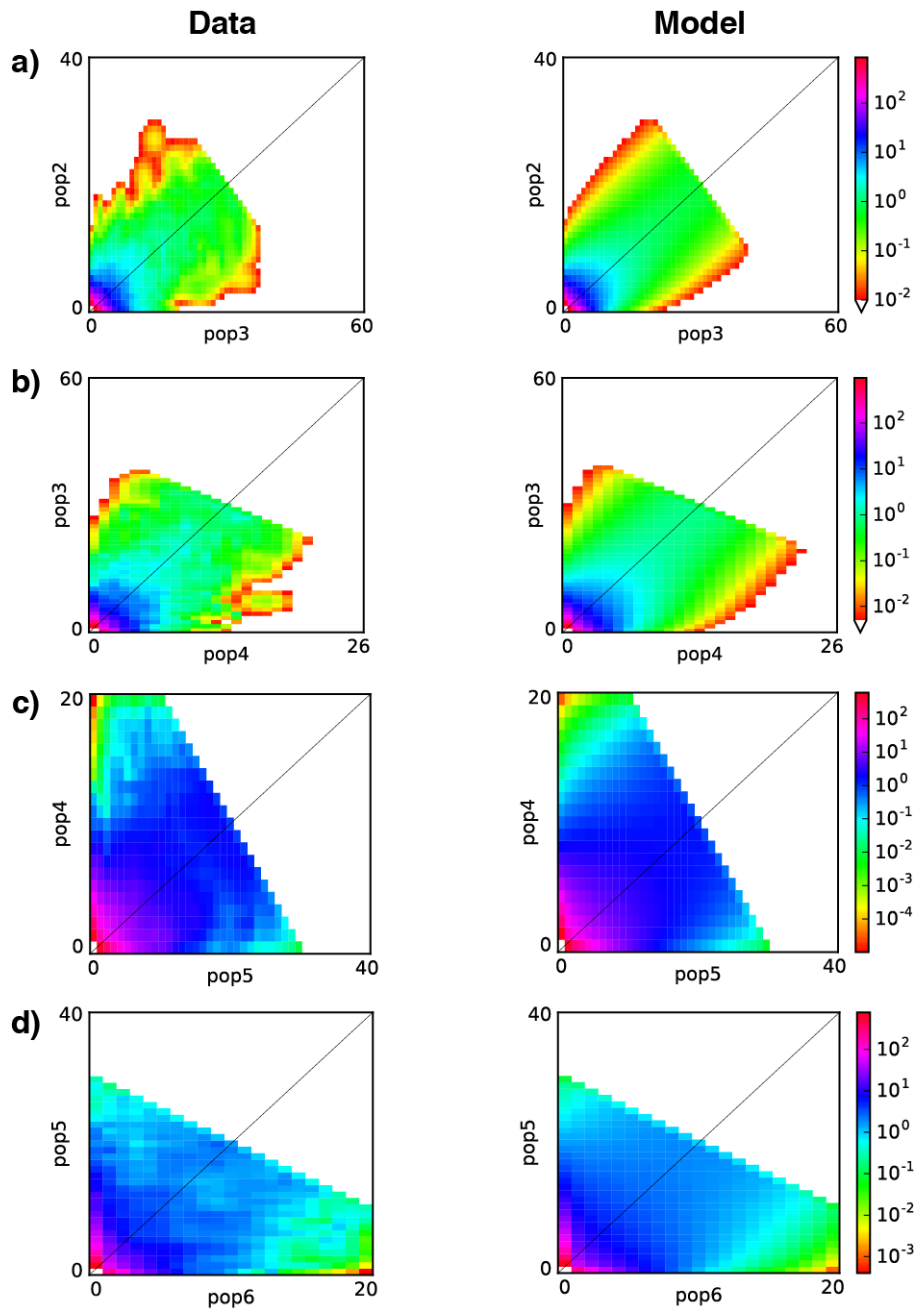 Data Model
a)
40
pop2
0
0 pop3 60
40
pop2
0
0 pop3 60
10²
10¹
10⁰
10⁻¹
10⁻²
b)
60
pop3
0
0 pop4 26
60
pop3
0
0 pop4 26
10²
10¹
10⁰
10⁻¹
10⁻²
c)
20
pop4
0
0 pop5 40
20
pop4
0
0 pop5 40
10²
10¹
10⁰
10⁻¹
10⁻²
10⁻³
10⁻⁴
d)
40
pop5
0
0 pop6 20
40
pop5
0
0 pop6 20
10²
10¹
10⁰
10⁻¹
10⁻²
10⁻³